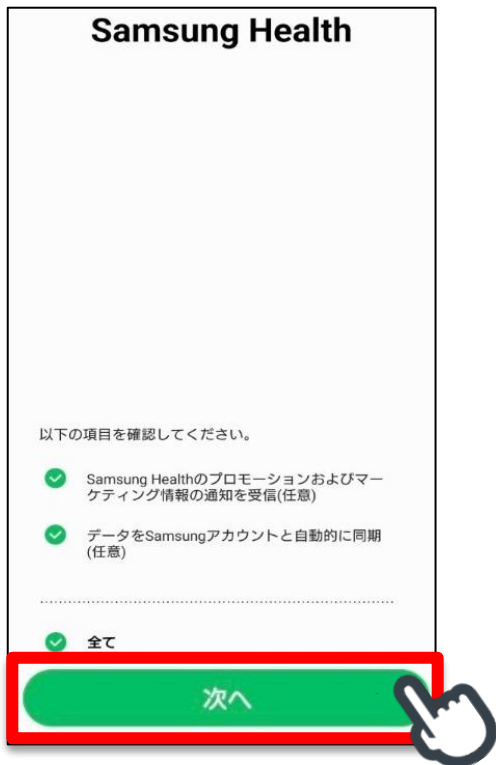 Samsung Health
以下の項目を確認してください。
Samsung Healthのプロモーションおよびマー
ケティング情報の通知を受信(任意)
データをSamsungアカウントと自動的に同期
(任意)
全て
次へ